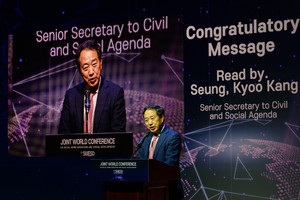 Senior Secretary to Civil
and Social Agenda
JOINT WORLD CONFERENCE
Congratulatory
Message
Read by.
Seung, Kyoo Kang
Senior Secretary to Civil
and Social Agenda
JOINT WORLD CONFERENCE